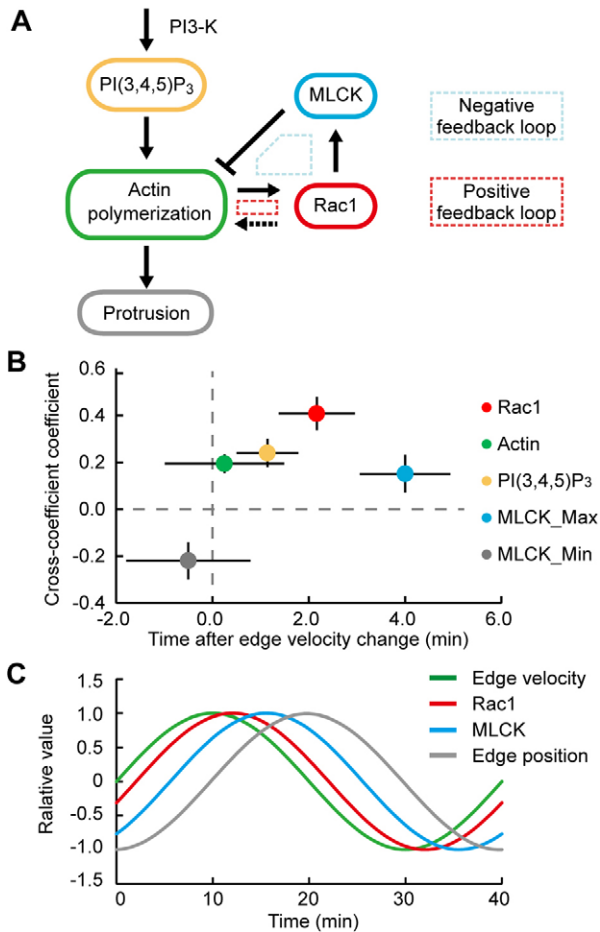 A
PI3-K
PI(3,4,5)P3
MLCK
Negative
feedback loop
Actin
polymerization
Rac1
Positive
feedback loop
Protrusion
B
0.6
0.4
0.2
0.0
-0.2
-0.4
Cross-coefficient coefficient
-2.0
0.0
2.0
4.0
6.0
Time after edge velocity change (min)
Rac1
Actin
PI(3,4,5)P3
MLCK_Max
MLCK_Min
C
1.5
1.0
0.5
0
-0.5
-1.0
-1.5
Ralative value
0
10
20
30
40
Time (min)
Edge velocity
Rac1
MLCK
Edge position